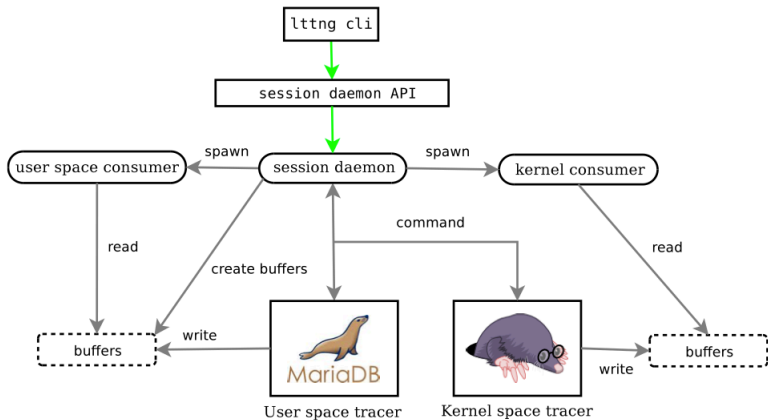 lttng cli
session daemon API
spawn
spawn
user space consumer
session daemon
kernel consumer
command
read
read
create buffers
write
buffers
MariaDB
buffers
write
User space tracer
Kernel space tracer